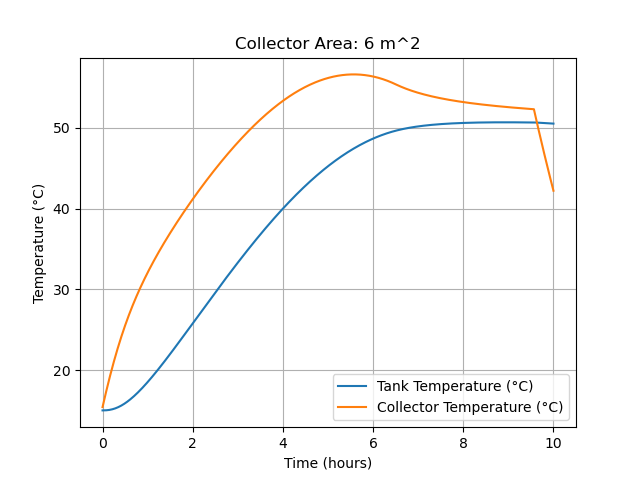 Collector Area: 6 m^2
Temperature (°C)
50
40
30
20
Tank Temperature (°C)
Collector Temperature (°C)
0 2 4 6 8 10
Time (hours)